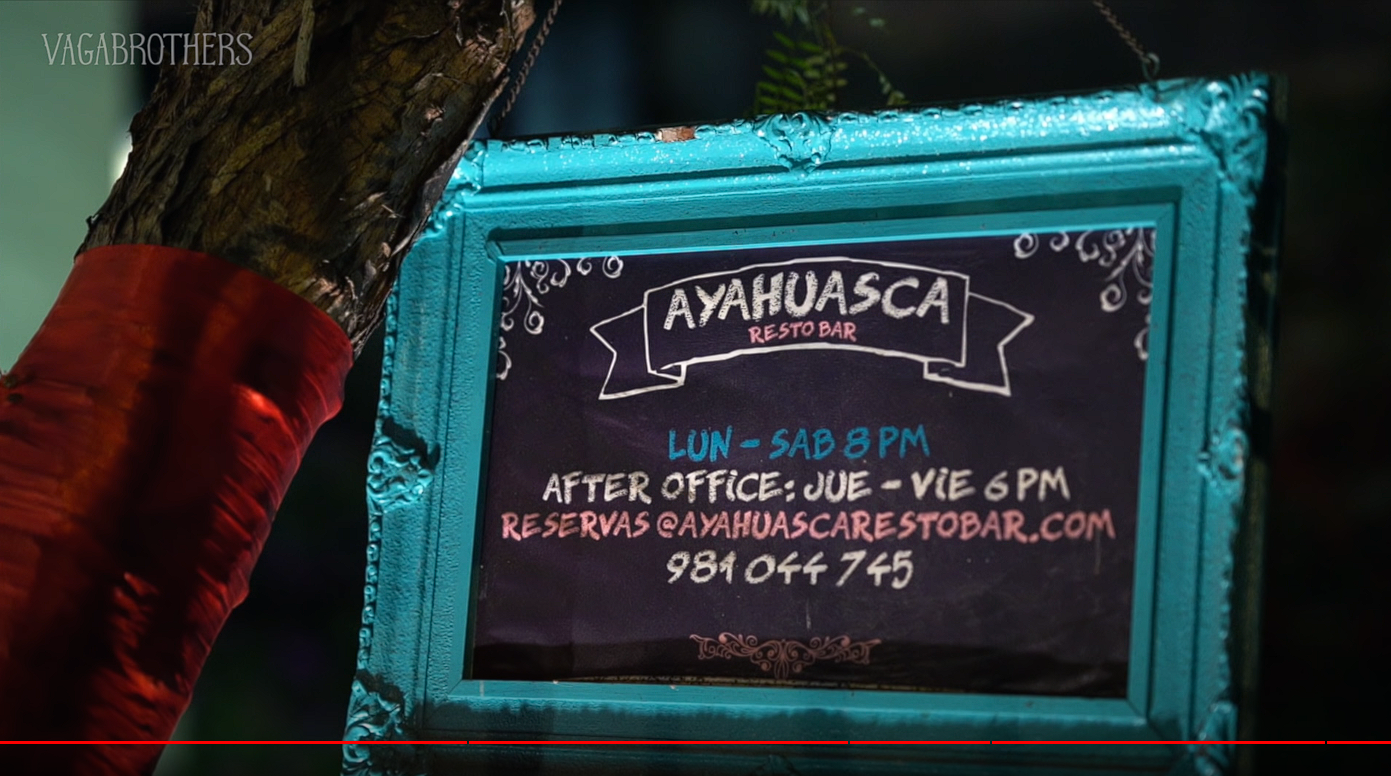 VAGABROTHERS
AYAHUASCA
RESTO BAR
LUN - SAB 8 PM
AFTER OFFICE: JUE - VIE 6 PM
RESERVAS @AYAHUASCARESTOBAR.COM
981 044 745